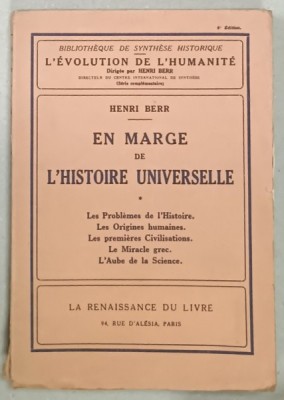 6e Édition.
BIBLIOTHÈQUE DE SYNTHÈSE HISTORIQUE
L'ÉVOLUTION DE L'HUMANITÉ
Dirigée par HENRI BERR
DIRECTEUR DU CENTRE INTERNATIONAL DE SYNTHÈSE
(Série complémentaire)
HENRI BERR
EN MARGE
DE
L'HISTOIRE UNIVERSELLE
*
Les Problèmes de l'Histoire.
Les Origines humaines.
Les premières Civilisations.
Le Miracle grec.
L'Aube de la Science.
LA RENAISSANCE DU LIVRE
94, RUE D'ALÉSIA, PARIS